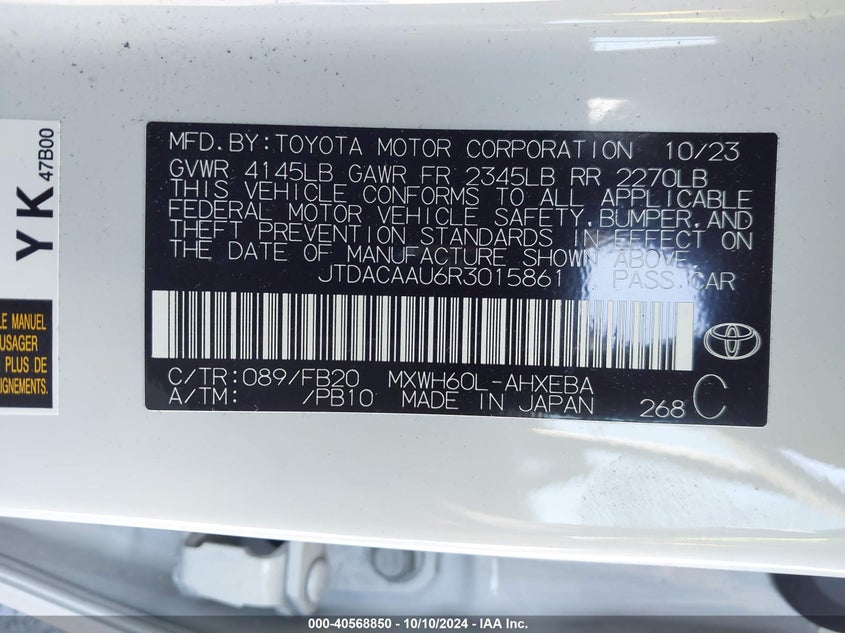 YK
47B00
LE MANUEL
USAGER
PLUS DE
EIGNEMENTS.
MFD.BY:TOYOTA MOTOR CORPORATION 10/23
GVWR 4145LB GAWR FR 2345LB RR 2270LB
THIS VEHICLE CONFORMS TO ALL APPLICABLE
FEDERAL MOTOR VEHICLE SAFETY,BUMPER,AND
THEFT PREVENTION STANDARDS IN EFFECT ON
THE DATE OF MANUFACTURE SHOWN ABOVE.
JTDACAAU6R3015861 PASS.CAR
C/TR:089/FB20 MXWH60L-AHXEBA
A/TM: /PB10 MADE IN JAPAN 268 C
000-40568850 - 10/10/2024 - IAA Inc.